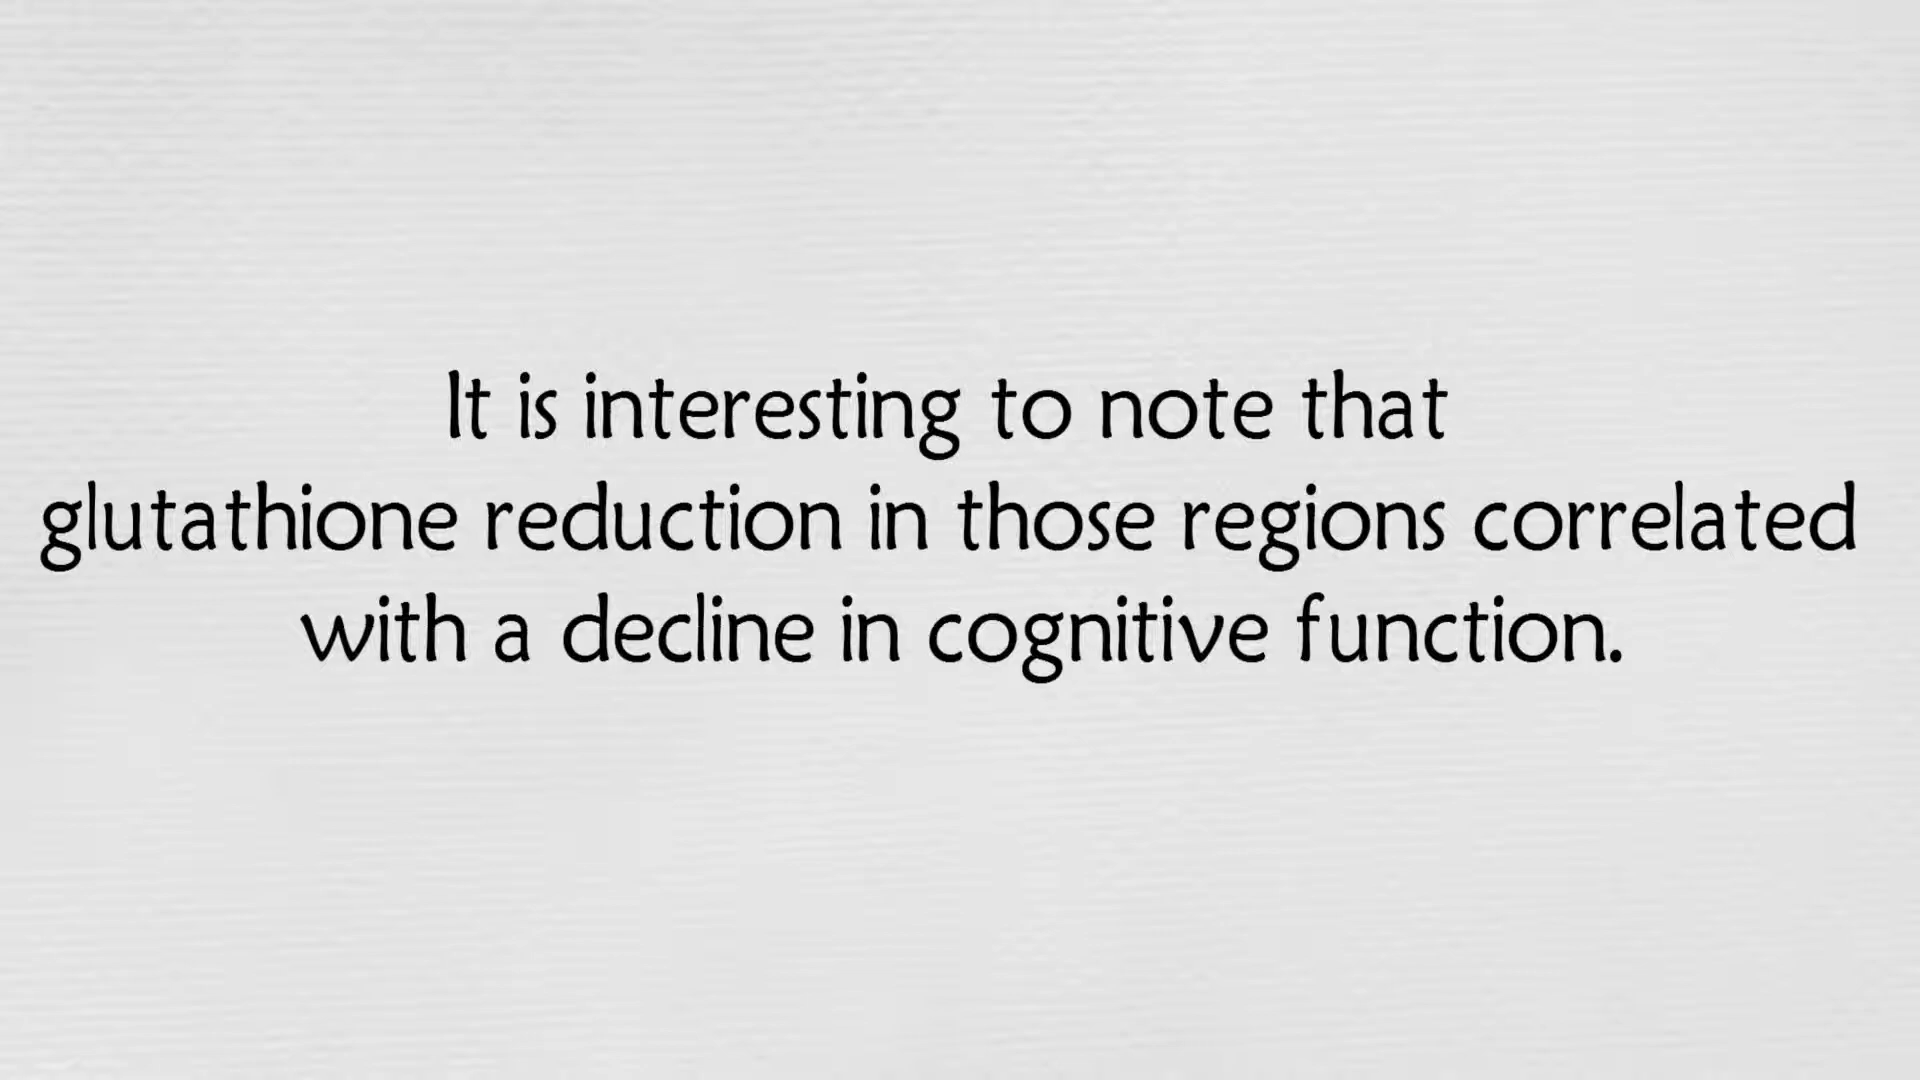 It is interesting to note that
glutathione reduction in those regions correlated
with a decline in cognitive function.